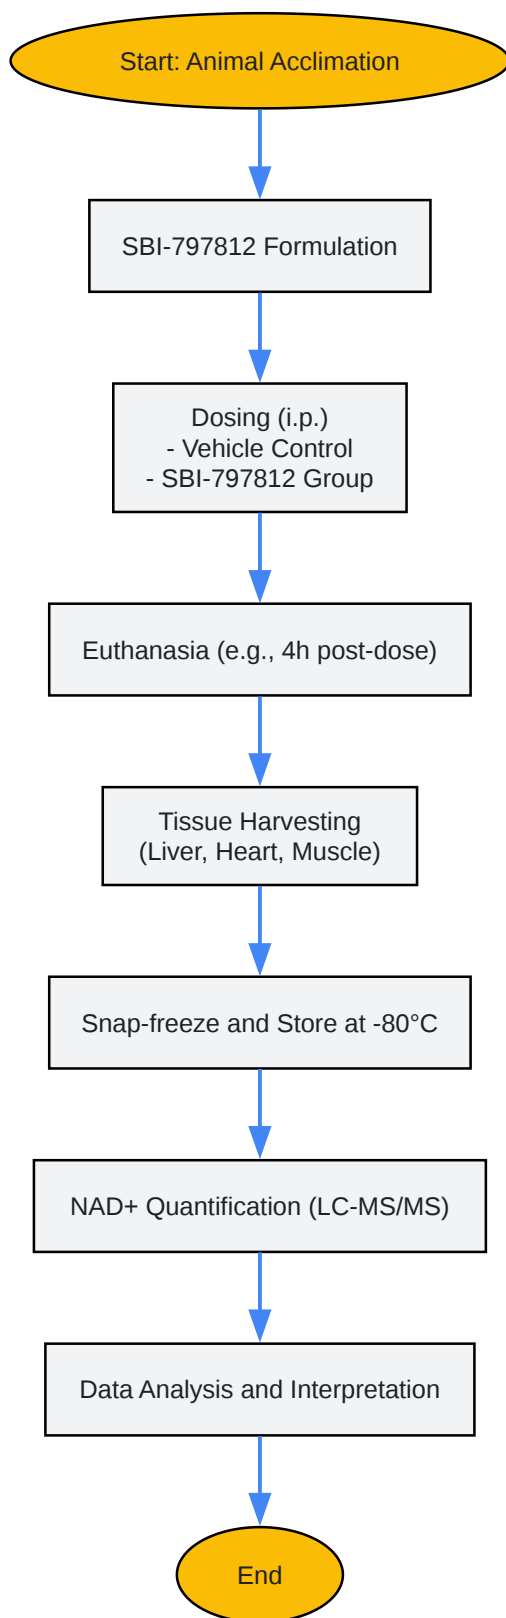 Start: Animal Acclimation
SBI-797812 Formulation
Dosing (i.p.)
- Vehicle Control
- SBI-797812 Group
Euthanasia (e.g., 4h post-dose)
Tissue Harvesting
(Liver, Heart, Muscle)
Snap-freeze and Store at -80°C
NAD+ Quantification (LC-MS/MS)
Data Analysis and Interpretation
End